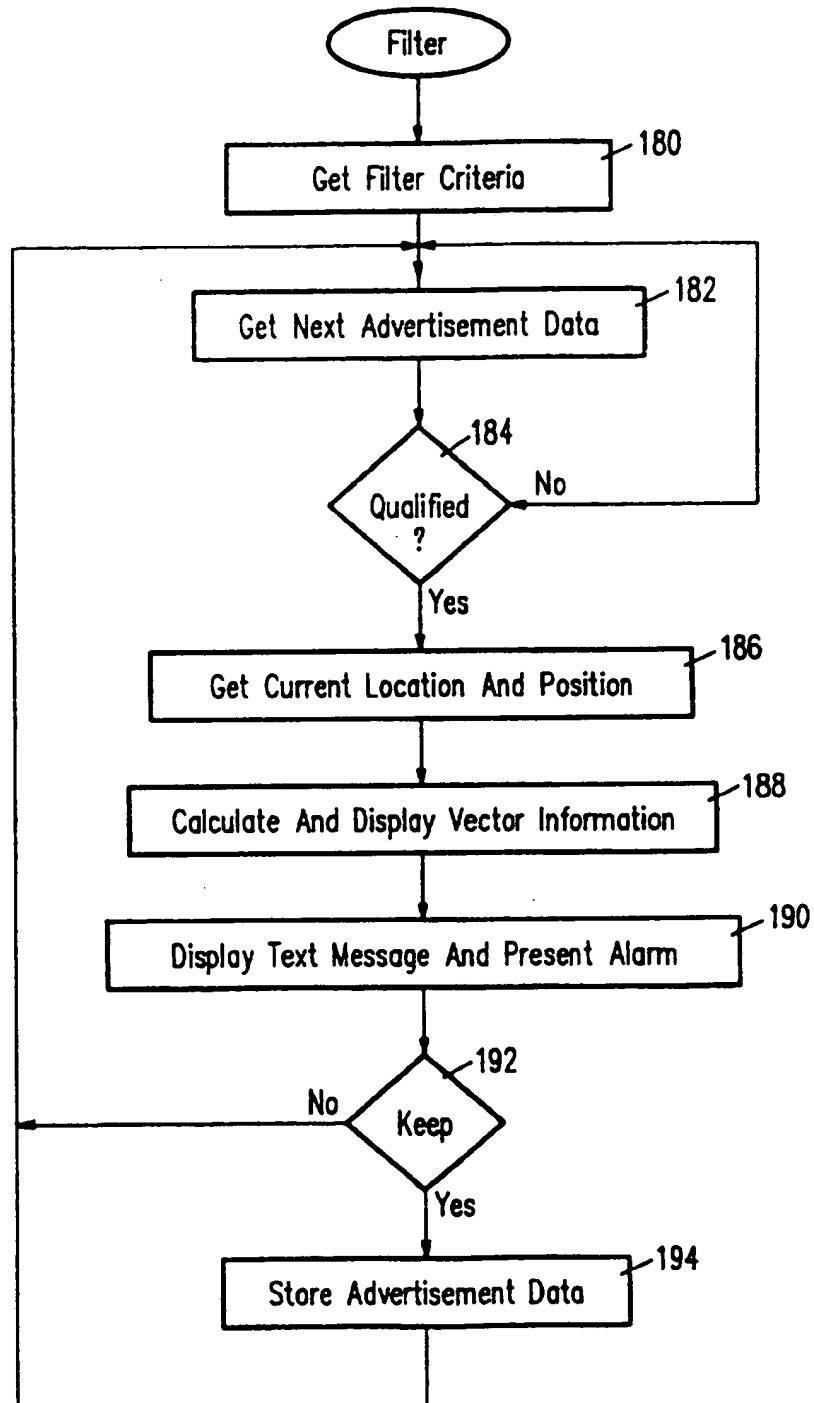 Filter
180
Get Filter Criteria
182
Get Next Advertisement Data
184
Qualified
?
No
Yes
186
Get Current Location And Position
188
Calculate And Display Vector Information
190
Display Text Message And Present Alarm
192
Keep
No
Yes
194
Store Advertisement Data